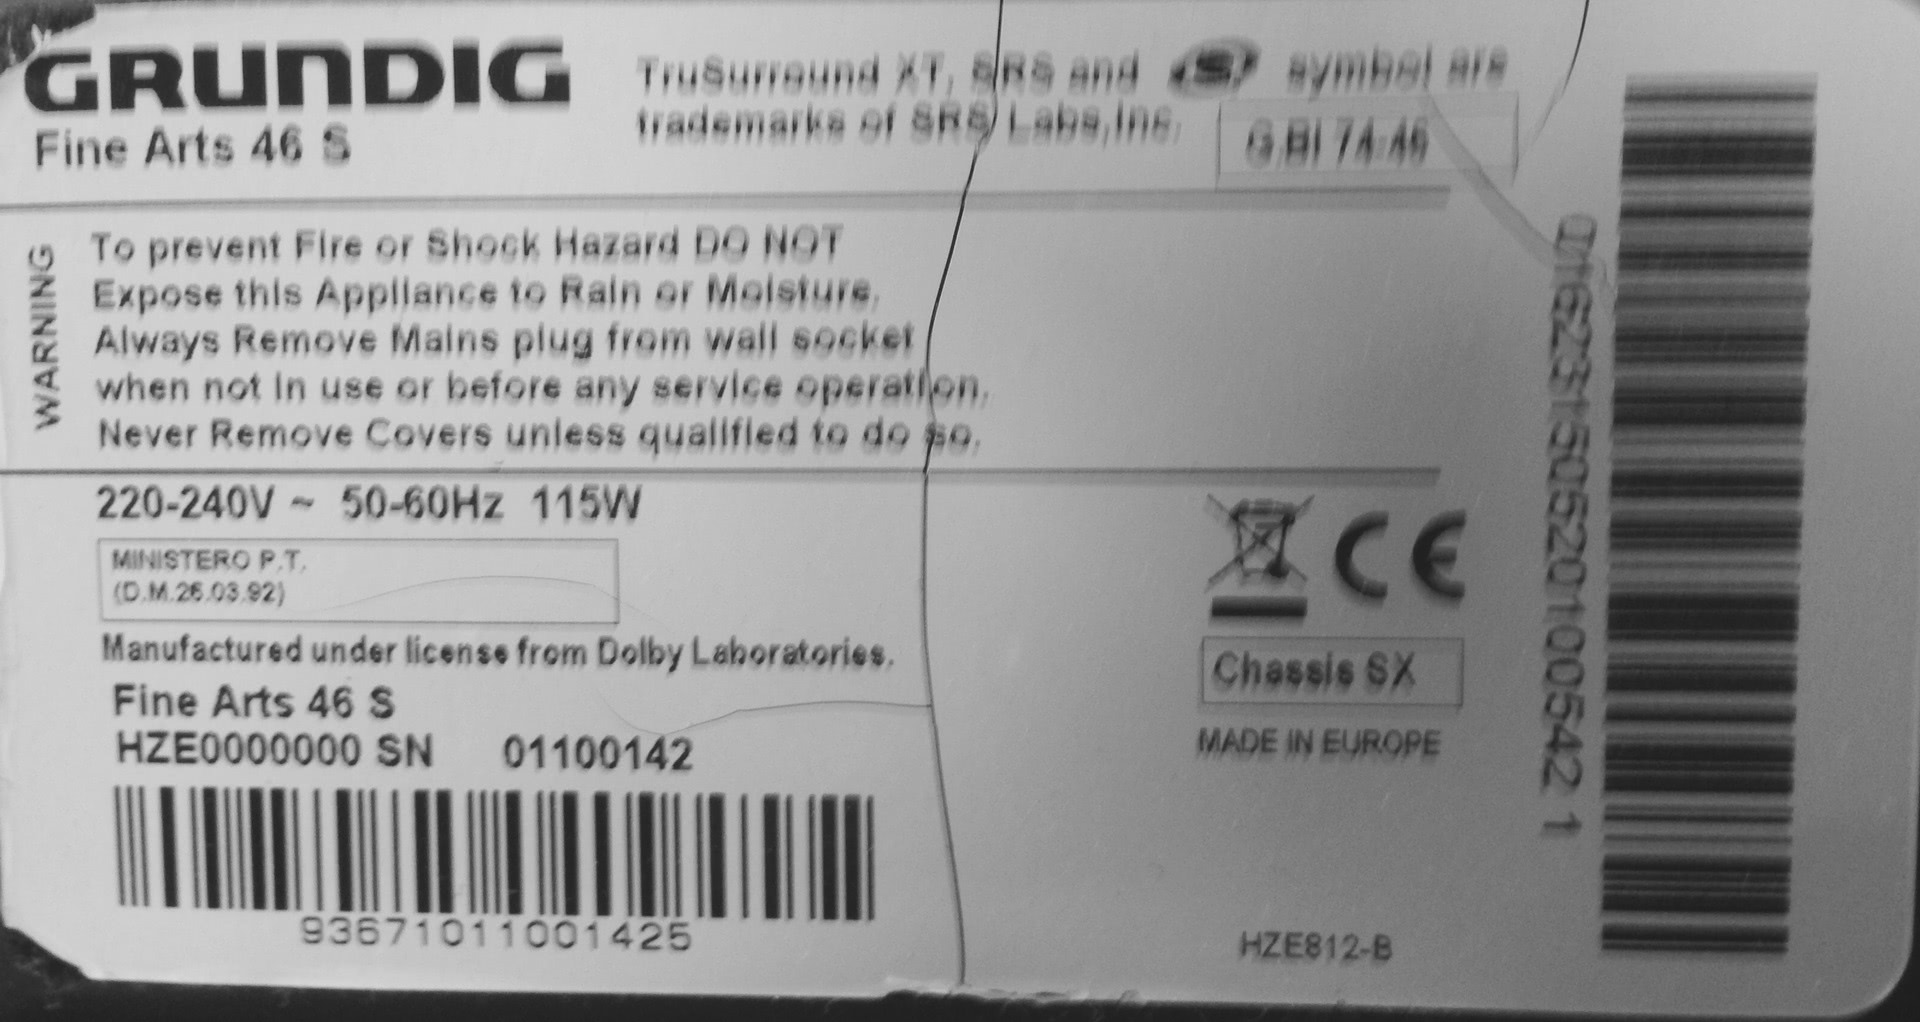 GRUNDIG
Fine Arts 46 S
TruSurround XT, SRS and S symbol are
trademarks of SRS Labs,Inc.
G.BI 74-46
WARNING
To prevent Fire or Shock Hazard DO NOT
Expose this Appliance to Rain or Moisture.
Always Remove Mains plug from wall socket
when not in use or before any service operation.
Never Remove Covers unless qualified to do so.
220-240V ~ 50-60Hz 115W
MINISTERO P.T.
(D.M.26.03.92)
Manufactured under license from Dolby Laboratories.
Fine Arts 46 S
HZE0000000 SN 01100142
93671011001425
CE
Chassis SX
MADE IN EUROPE
HZE812-B
0162315052010054​2 1